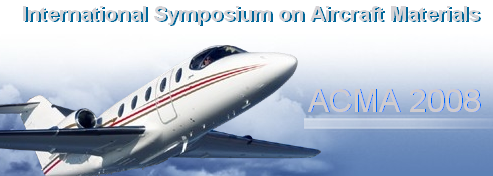 International Symposium on Aircraft Materials
ACMA 2008